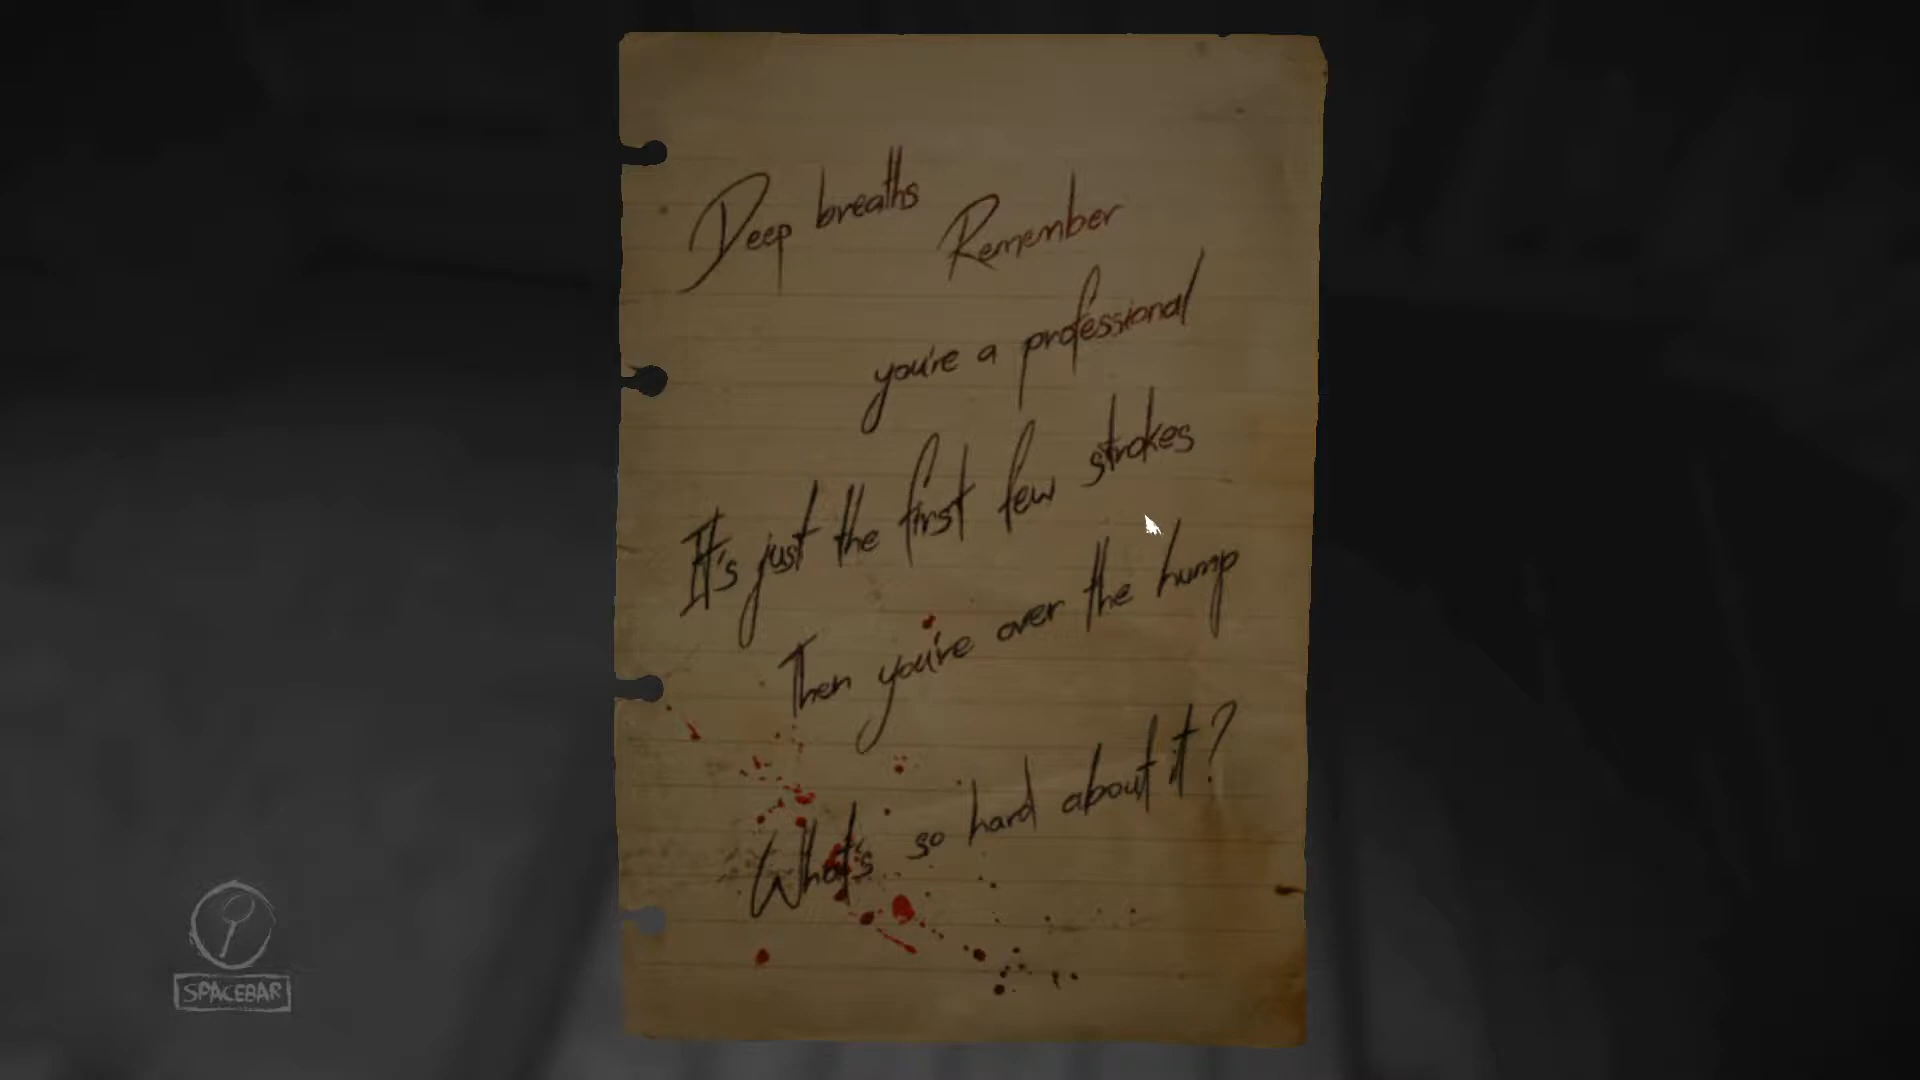 Deep breaths
Remember
you're a professional
It's just the first few strokes
Then you're over the hump
What's so hard about it?
SPACEBAR